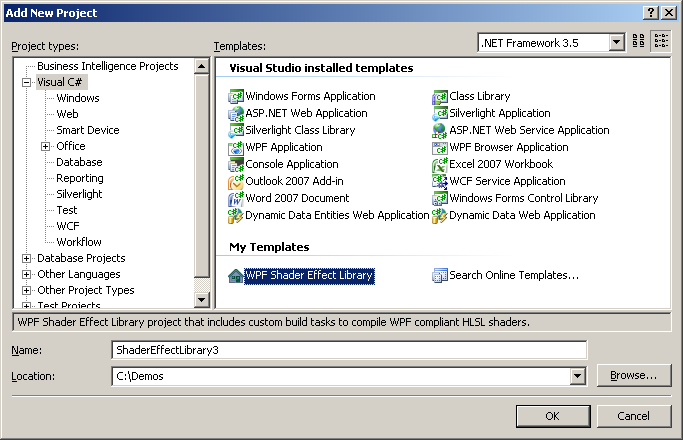 Add New Project
Project types:
Templates:
.NET Framework 3.5
Business Intelligence Projects
Visual C#
Windows
Web
Smart Device
Office
Database
Reporting
Silverlight
Test
WCF
Workflow
Database Projects
Other Languages
Other Project Types
Test Projects
Visual Studio installed templates
Windows Forms Application
Class Library
ASP.NET Web Application
Silverlight Application
Silverlight Class Library
ASP.NET Web Service Application
WPF Application
WPF Browser Application
Console Application
Excel 2007 Workbook
Outlook 2007 Add-in
WCF Service Application
Word 2007 Document
Windows Forms Control Library
Dynamic Data Entities Web Application
Dynamic Data Web Application
My Templates
WPF Shader Effect Library
Search Online Templates...
WPF Shader Effect Library project that includes custom build tasks to compile WPF compliant HLSL shaders.
Name:
ShaderEffectLibrary3
Location:
C:\Demos
Browse...
OK
Cancel